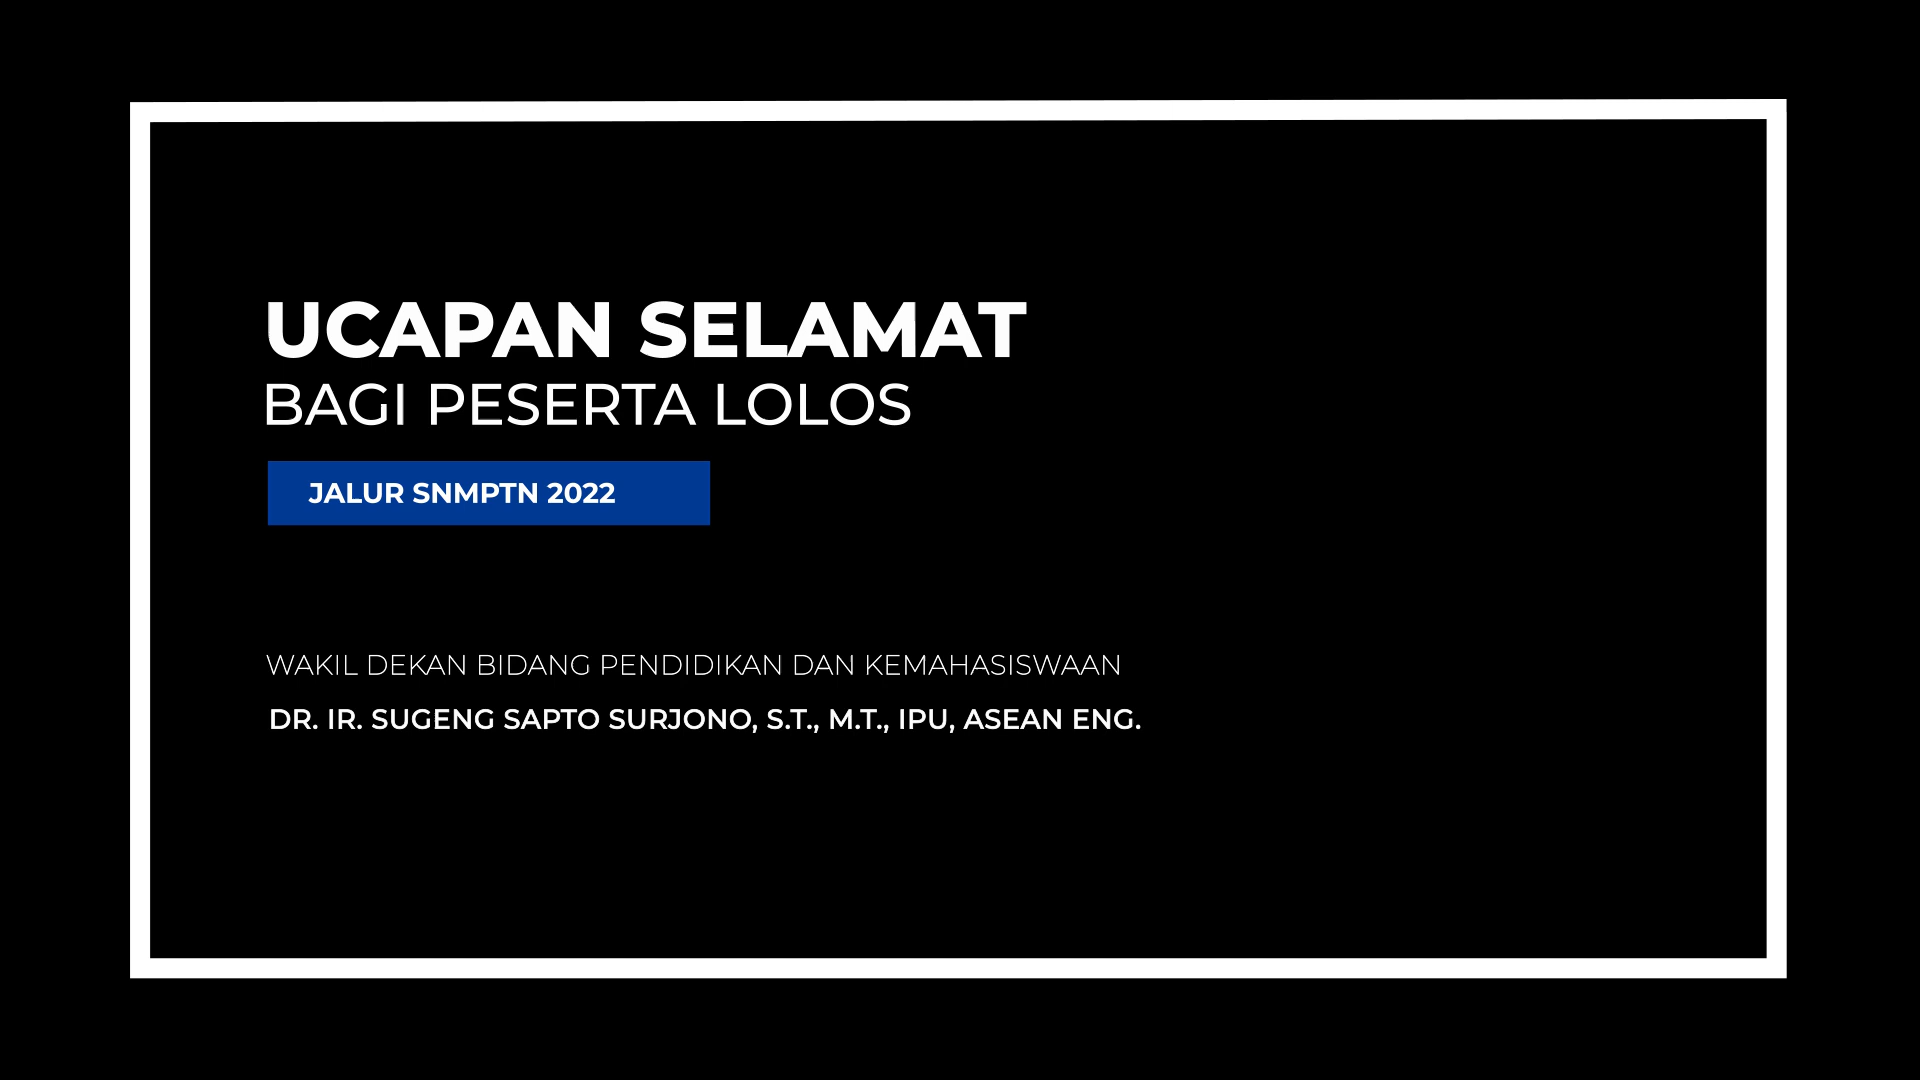 UCAPAN SELAMAT
BAGI PESERTA LOLOS
JALUR SNMPTN 2022
WAKIL DEKAN BIDANG PENDIDIKAN DAN KEMAHASISWAAN
DR. IR. SUGENG SAPTO SURJONO, S.T., M.T., IPU, ASEAN ENG.